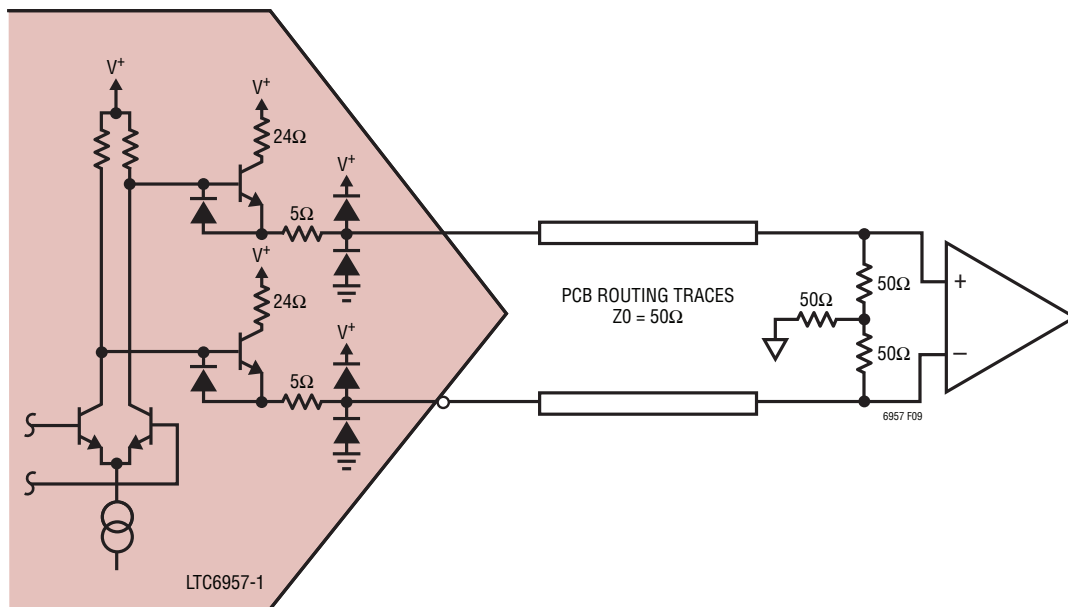 V+
V+
24Ω
V+
5Ω
V+
24Ω
V+
5Ω
LTC6957-1
PCB ROUTING TRACES
Z0 = 50Ω
50Ω
50Ω
50Ω
+
−
6957 F09